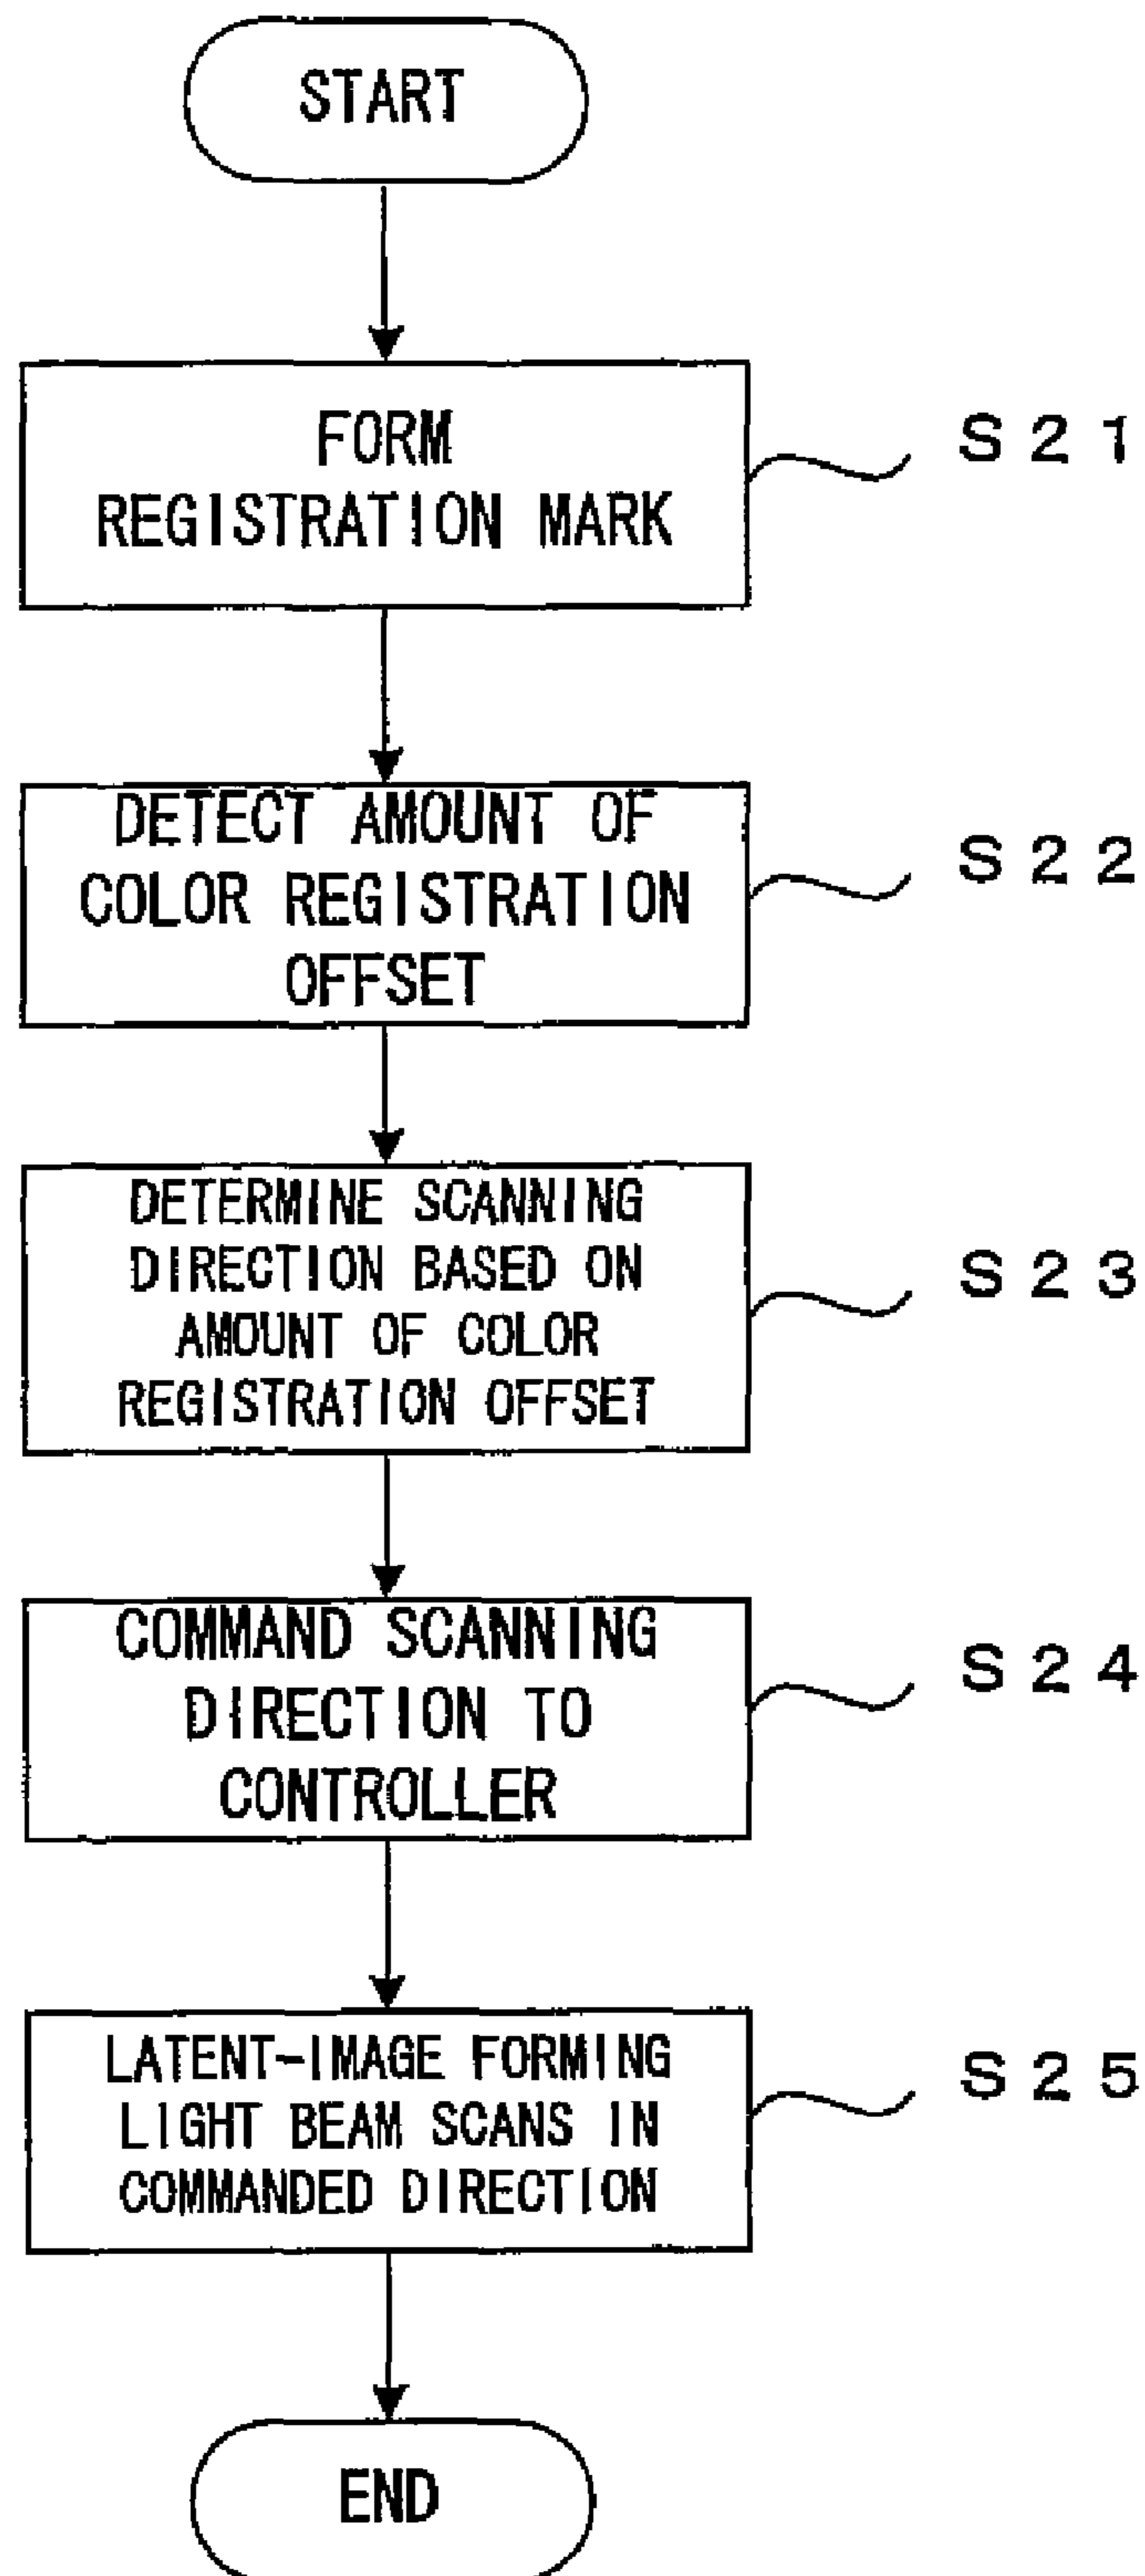 START
FORM
REGISTRATION MARK
S21
DETECT AMOUNT OF
COLOR REGISTRATION
OFFSET
S22
DETERMINE SCANNING
DIRECTION BASED ON
AMOUNT OF COLOR
REGISTRATION OFFSET
S23
COMMAND SCANNING
DIRECTION TO
CONTROLLER
S24
LATENT-IMAGE FORMING
LIGHT BEAM SCANS IN
COMMANDED DIRECTION
S25
END